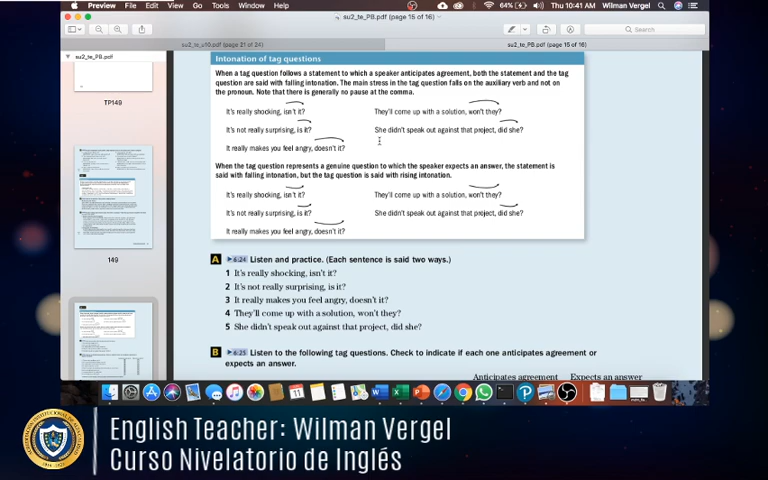 Preview File Edit View Go Tools Window Help
64% Thu 10:41 AM Wilman Vergel
su2_te_PB.pdf (page 15 of 16)
Search
su2_te_u10.pdf (page 21 of 24)
su2_te_PB.pdf (page 15 of 16)
su2_te_PB.pdf
TP149
149
Intonation of tag questions
When a tag question follows a statement to which a speaker anticipates agreement, both the statement and the tag
question are said with falling intonation. The main stress in the tag question falls on the auxiliary verb and not on
the pronoun. Note that there is generally no pause at the comma.
It's really shocking, isn't it? They'll come up with a solution, won't they?
It's not really surprising, is it? She didn't speak out against that project, did she?
It really makes you feel angry, doesn't it?
When the tag question represents a genuine question to which the speaker expects an answer, the statement is
said with falling intonation, but the tag question is said with rising intonation.
It's really shocking, isn't it? They'll come up with a solution, won't they?
It's not really surprising, is it? She didn't speak out against that project, did she?
It really makes you feel angry, doesn't it?
A 6:24 Listen and practice. (Each sentence is said two ways.)
1 It's really shocking, isn't it?
2 It's not really surprising, is it?
3 It really makes you feel angry, doesn't it?
4 They'll come up with a solution, won't they?
5 She didn't speak out against that project, did she?
B 6:25 Listen to the following tag questions. Check to indicate if each one anticipates agreement or
expects an answer.
Anticipates agreement Expects an answer
English Teacher: Wilman Vergel
Curso Nivelatorio de Inglés